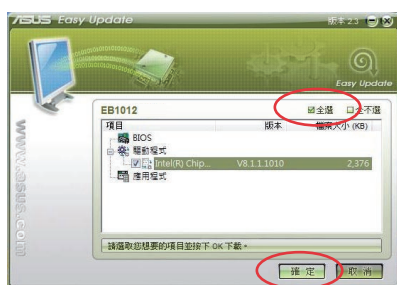 ASUS Easy Update 版本 2.3
Easy Update
EB1012 全選 全不選
項目 版本 檔案大小 (KB)
BIOS
驅動程式
Intel(R) Chip... V8.1.1.1010 2,376
應用程式
www.asus.com
請選取您想要的項目並按下 OK 下載。
確 定 取 消